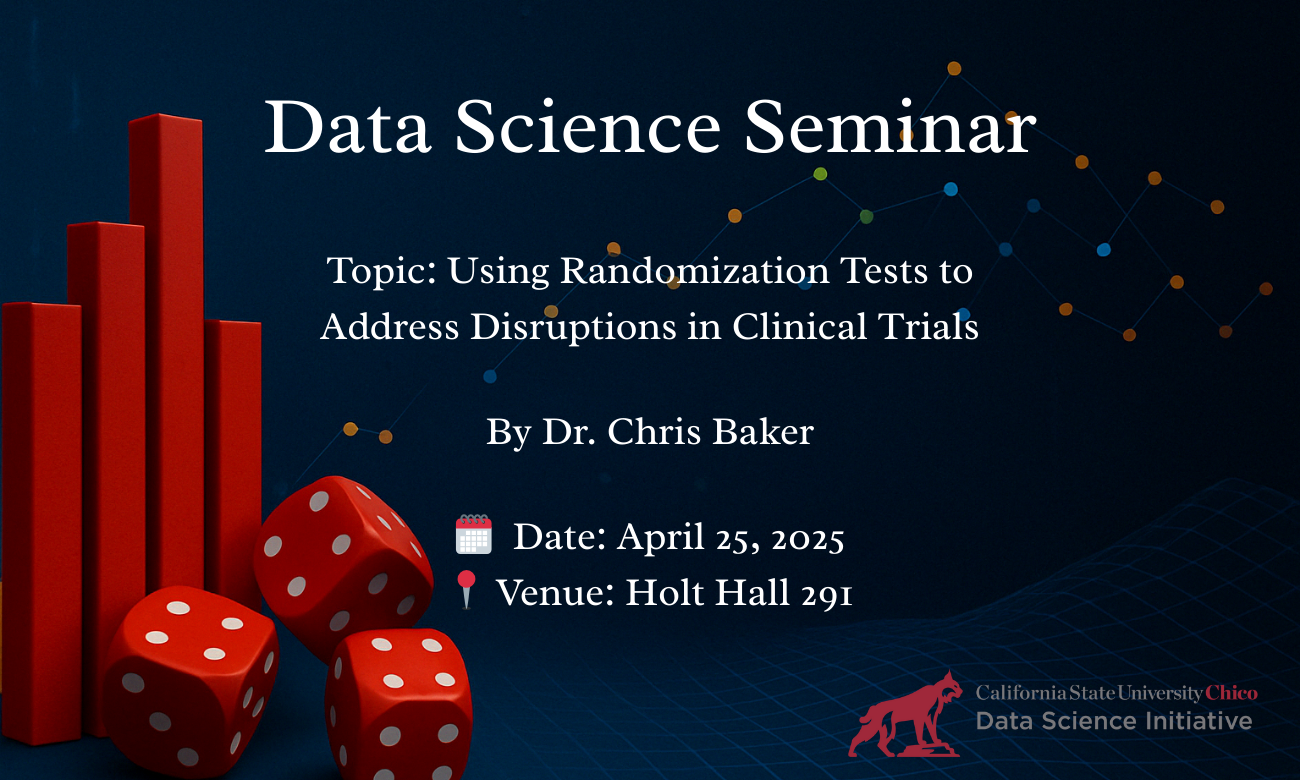 Data Science Seminar
Topic: Using Randomization Tests to
Address Disruptions in Clinical Trials
By Dr. Chris Baker
Date: April 25, 2025
Venue: Holt Hall 291
California State University Chico
Data Science Initiative